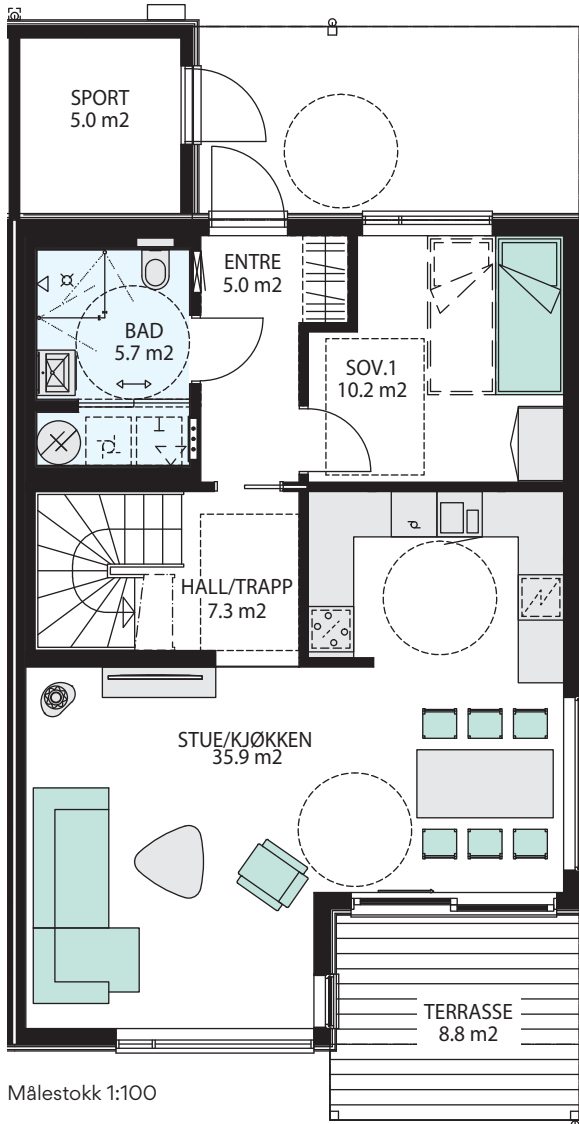 SPORT
5.0 m2
ENTRE
5.0 m2
BAD
5.7 m2
SOV.1
10.2 m2
HALL/TRAPP
7.3 m2
STUE/KJØKKEN
35.9 m2
TERRASSE
8.8 m2
Målestokk 1:100